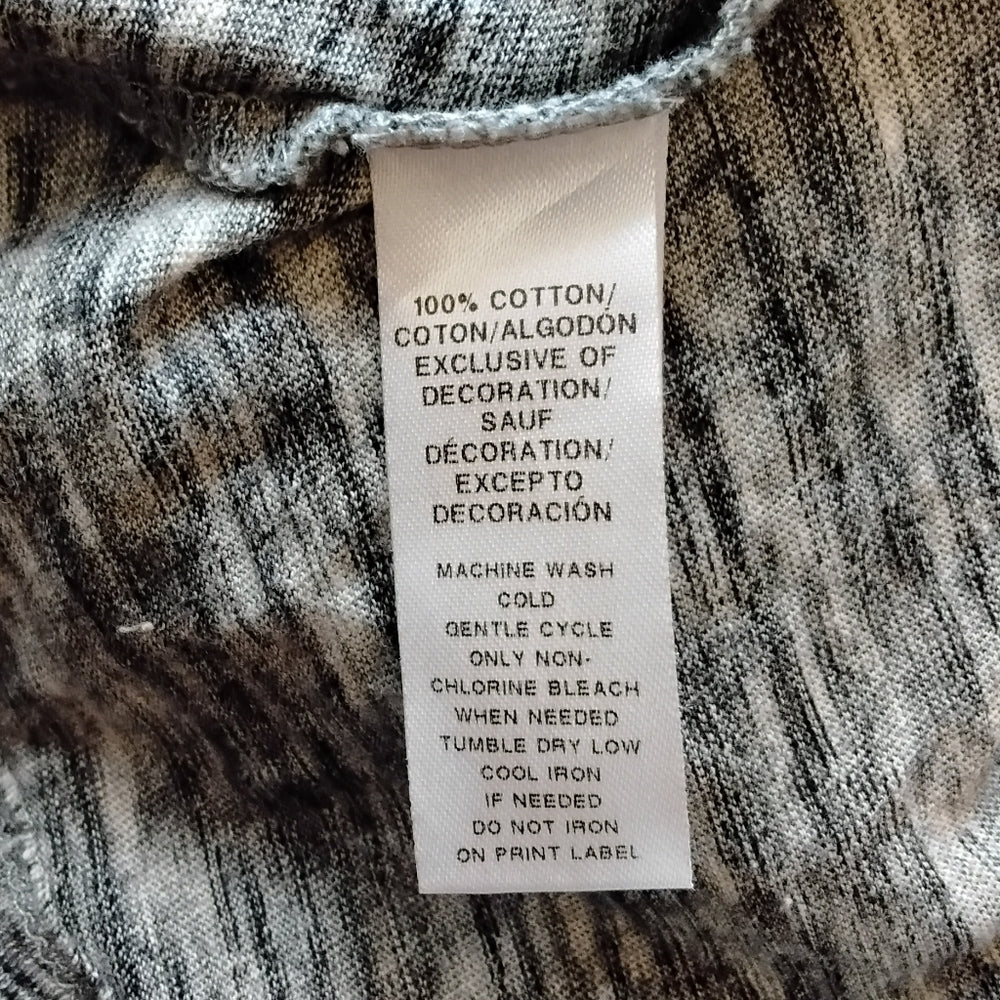 100% COTTON/
COTON/ALGODÓN
EXCLUSIVE OF
DECORATION/
SAUF
DÉCORATION/
EXCEPTO
DECORACIÓN
MACHINE WASH
COLD
GENTLE CYCLE
ONLY NON-
CHLORINE BLEACH
WHEN NEEDED
TUMBLE DRY LOW
COOL IRON
IF NEEDED
DO NOT IRON
ON PRINT LABEL